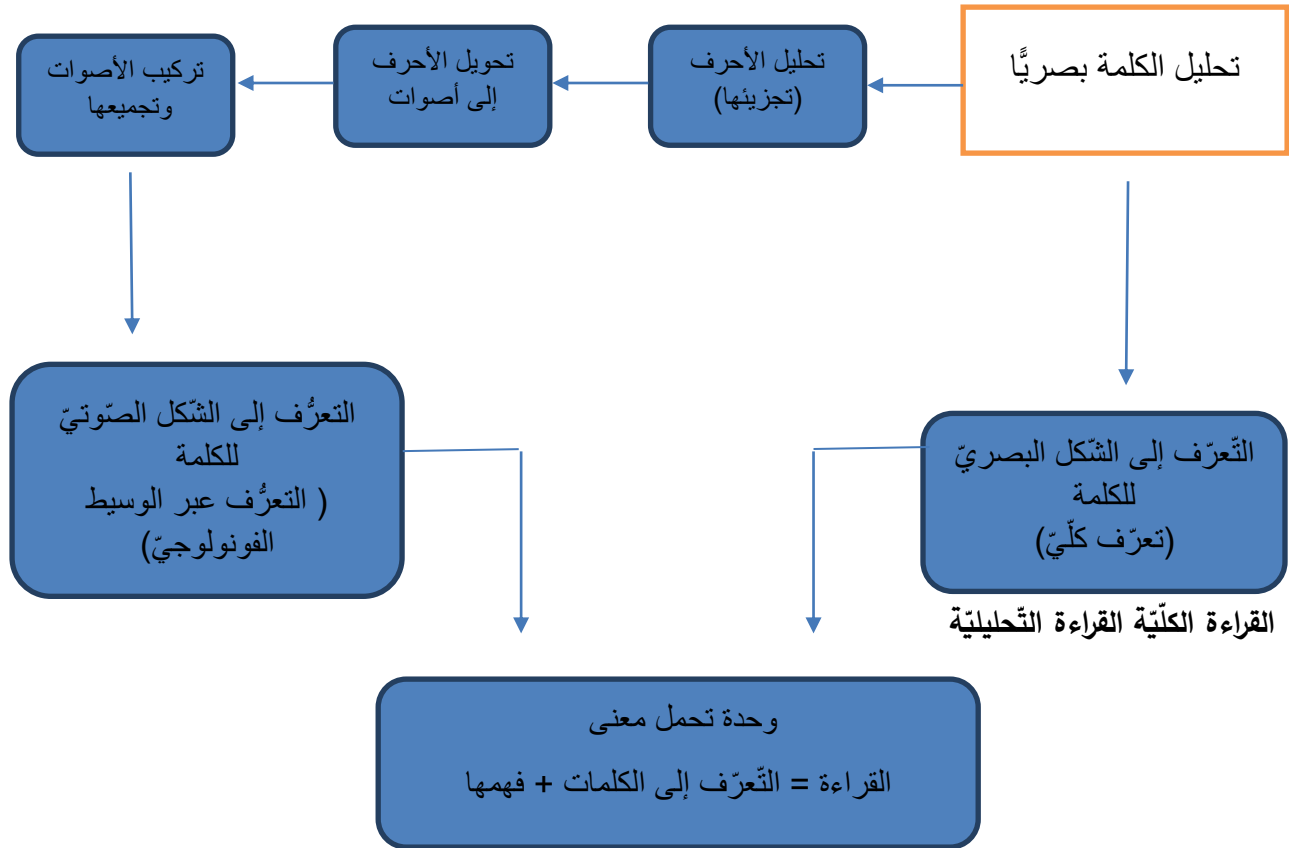 تحليل الكلمة بصريًّا
تحليل الأحرف
(تجزيئها)
تحويل الأحرف
إلى أصوات
تركيب الأصوات
وتجميعها
التعرُّف إلى الشّكل الصّوتيّ
للكلمة
( التعرُّف عبر الوسيط
الفونولوجيّ)
التّعرّف إلى الشّكل البصريّ
للكلمة
(تعرّف كلّيّ)
القراءة الكلّيّة القراءة التّحليليّة
وحدة تحمل معنى
القراءة = التّعرّف إلى الكلمات + فهمها